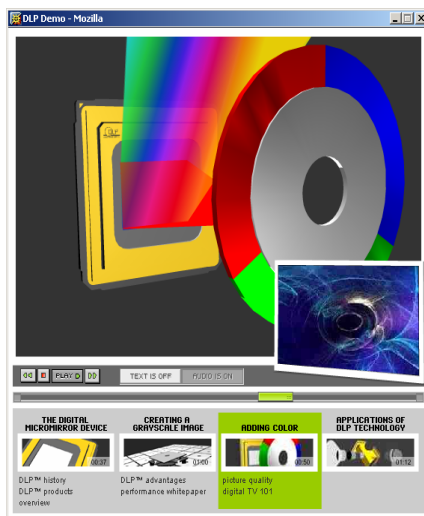 DLP Demo - Mozilla
DLP
PLAY
TEXT IS OFF
AUDIO IS ON
THE DIGITAL
MICROMIRROR DEVICE
00:37
DLP™ history
DLP™ products
overview
CREATING A
GRAYSCALE IMAGE
01:00
DLP™ advantages
performance whitepaper
ADDING COLOR
00:50
picture quality
digital TV 101
APPLICATIONS OF
DLP TECHNOLOGY
01:12